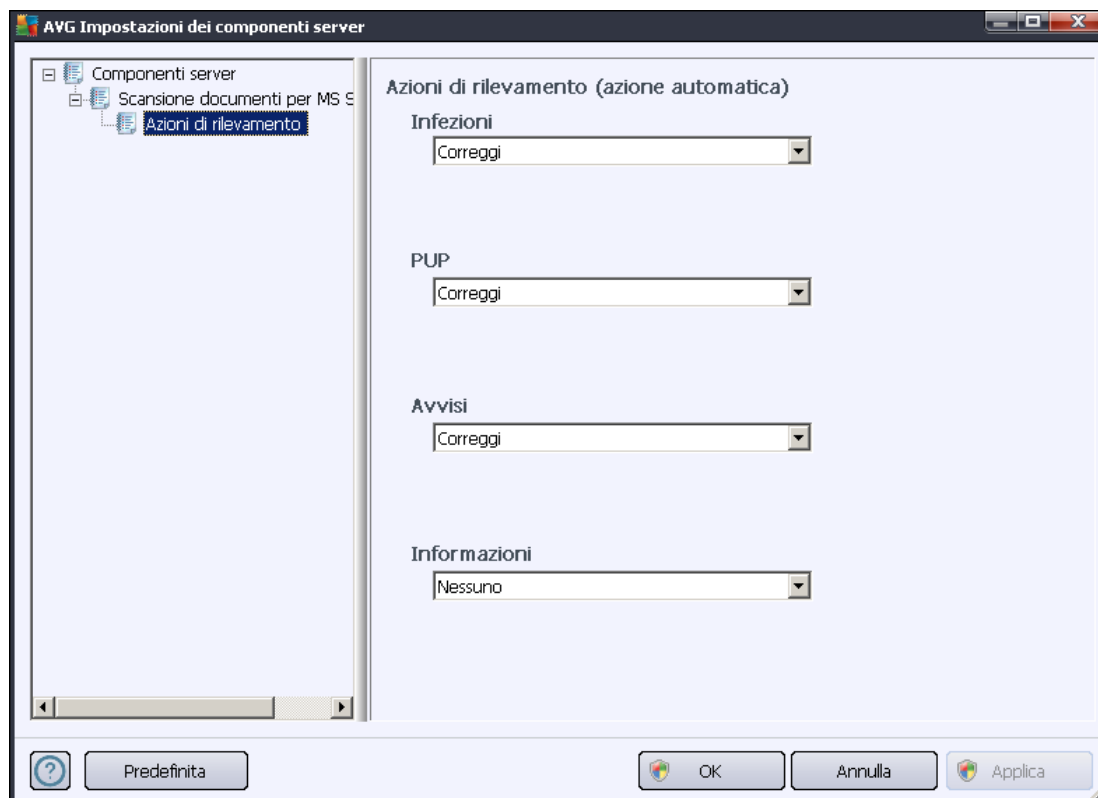 AVG Impostazioni dei componenti server
Componenti server
Scansione documenti per MS S
Azioni di rilevamento
Azioni di rilevamento (azione automatica)
Infezioni
Correggi
PUP
Correggi
Avvisi
Correggi
Informazioni
Nessuno
Predefinita
OK
Annulla
Applica